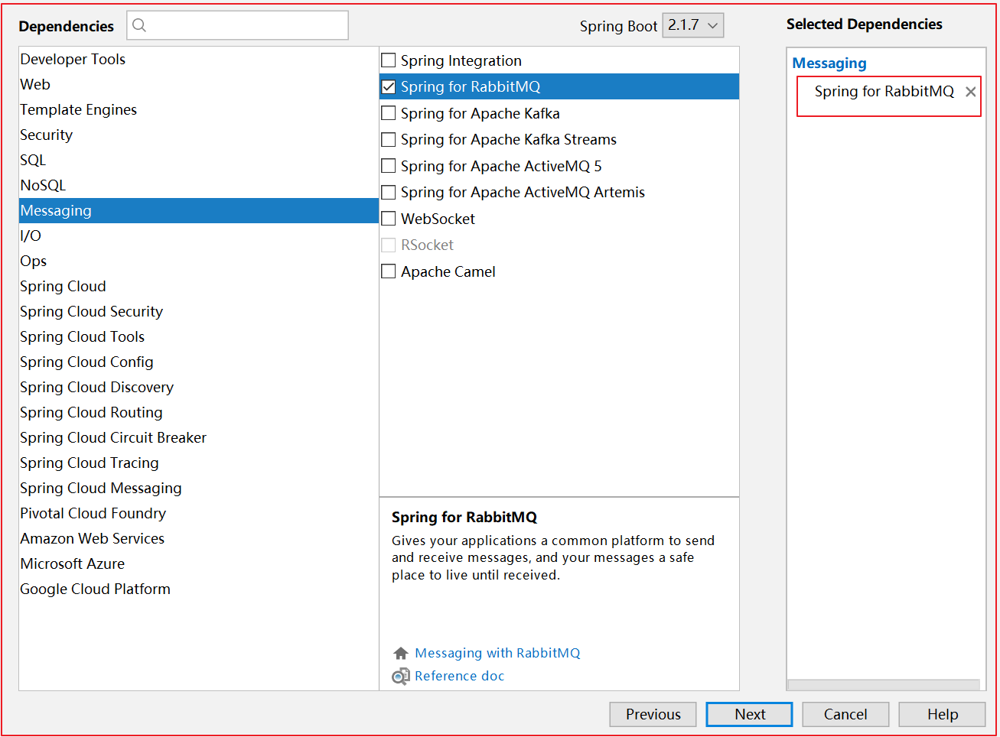 Dependencies
Spring Boot 2.1.7
Selected Dependencies
Developer Tools
Web
Template Engines
Security
SQL
NoSQL
Messaging
I/O
Ops
Spring Cloud
Spring Cloud Security
Spring Cloud Tools
Spring Cloud Config
Spring Cloud Discovery
Spring Cloud Routing
Spring Cloud Circuit Breaker
Spring Cloud Tracing
Spring Cloud Messaging
Pivotal Cloud Foundry
Amazon Web Services
Microsoft Azure
Google Cloud Platform
Spring Integration
Spring for RabbitMQ
Spring for Apache Kafka
Spring for Apache Kafka Streams
Spring for Apache ActiveMQ 5
Spring for Apache ActiveMQ Artemis
WebSocket
RSocket
Apache Camel
Spring for RabbitMQ
Gives your applications a common platform to send
and receive messages, and your messages a safe
place to live until received.
Messaging with RabbitMQ
Reference doc
Messaging
Spring for RabbitMQ
Previous
Next
Cancel
Help